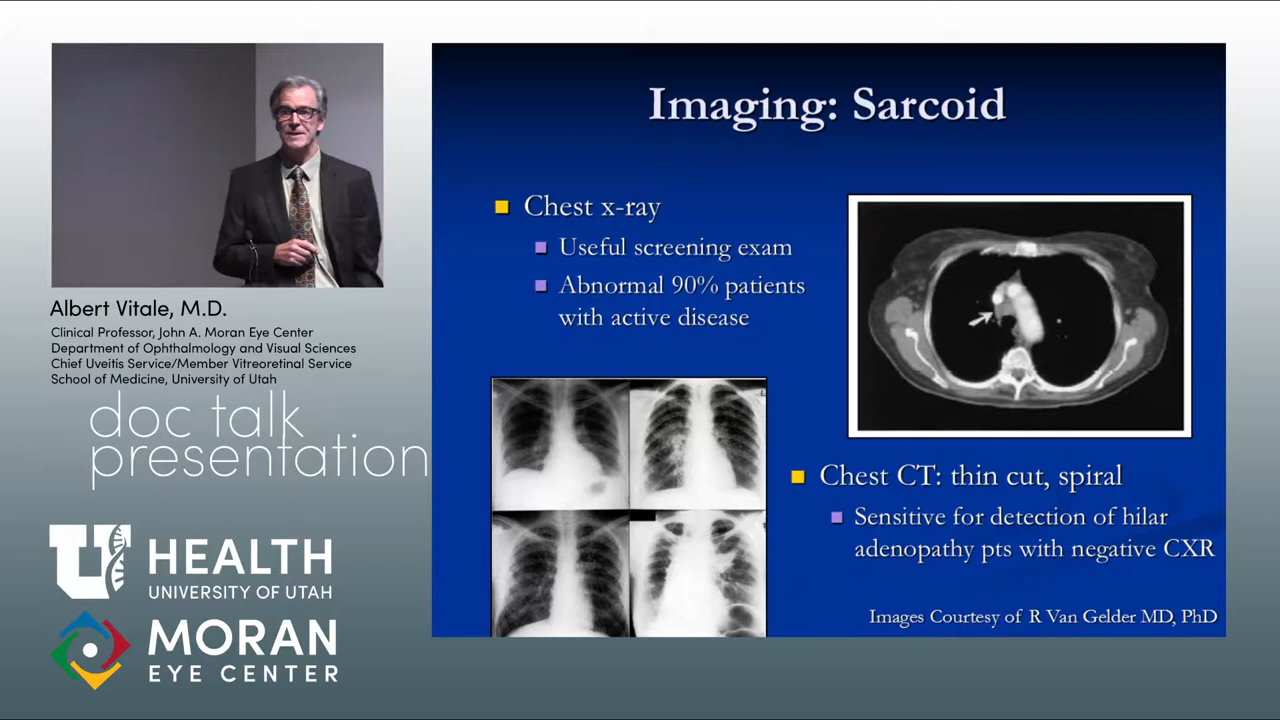 Albert Vitale, M.D.
Clinical Professor, John A. Moran Eye Center
Department of Ophthalmology and Visual Sciences
Chief Uveitis Service/Member Vitreoretinal Service
School of Medicine, University of Utah
doc talk
presentation
U HEALTH
UNIVERSITY OF UTAH
MORAN
EYE CENTER
Imaging: Sarcoid
Chest x-ray
Useful screening exam
Abnormal 90% patients
with active disease
Chest CT: thin cut, spiral
Sensitive for detection of hilar
adenopathy pts with negative CXR
Images Courtesy of R Van Gelder MD, PhD